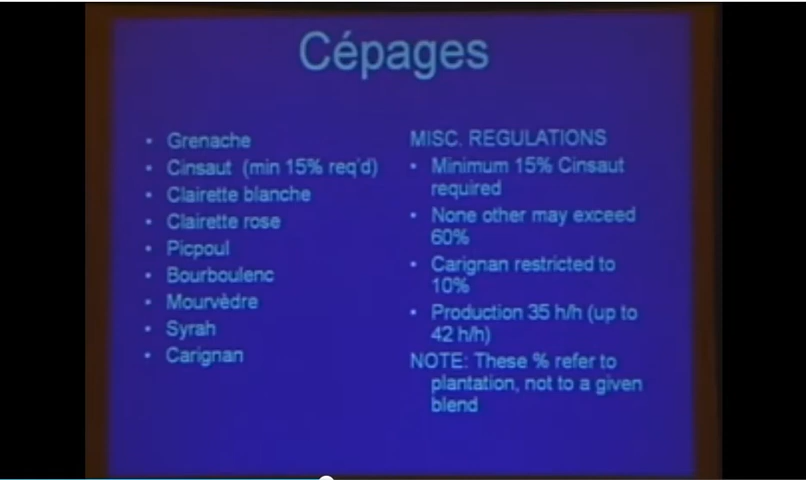 Cépages
• Grenache
• Cinsaut (min 15% req'd)
• Clairette blanche
• Clairette rose
• Picpoul
• Bourboulenc
• Mourvèdre
• Syrah
• Carignan
MISC. REGULATIONS
• Minimum 15% Cinsaut
required
• None other may exceed
60%
• Carignan restricted to
10%
• Production 35 h/h (up to
42 h/h)
NOTE: These % refer to
plantation, not to a given
blend